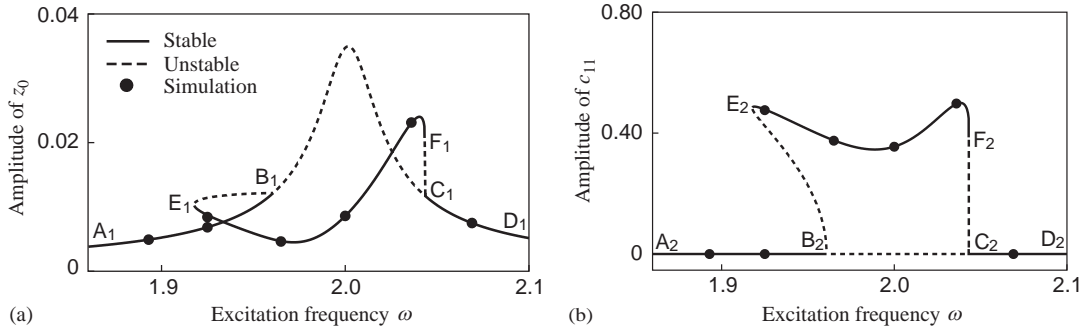 0.04
Stable
Unstable
Simulation
0.02
0
Amplitude of z0
A1
B1
E1
F1
C1
D1
1.9
2.0
2.1
(a)
Excitation frequency ω
0.80
0.40
0
Amplitude of c11
E2
F2
A2
B2
C2
D2
1.9
2.0
2.1
(b)
Excitation frequency ω